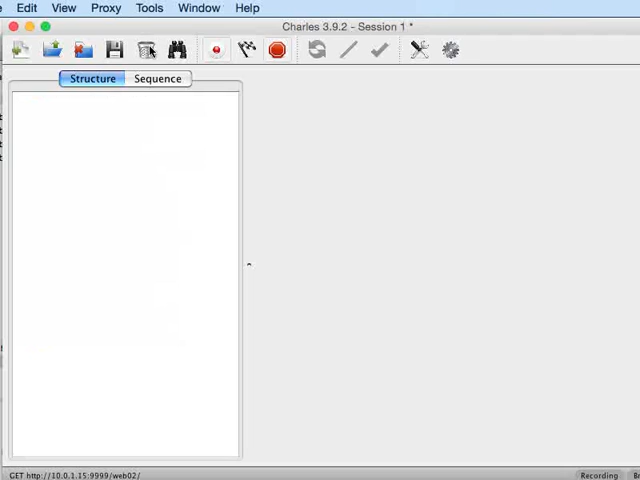 Edit View Proxy Tools Window Help
Charles 3.9.2 - Session 1 *
Structure Sequence
GET http://10.0.1.15:9999/web02/ Recording